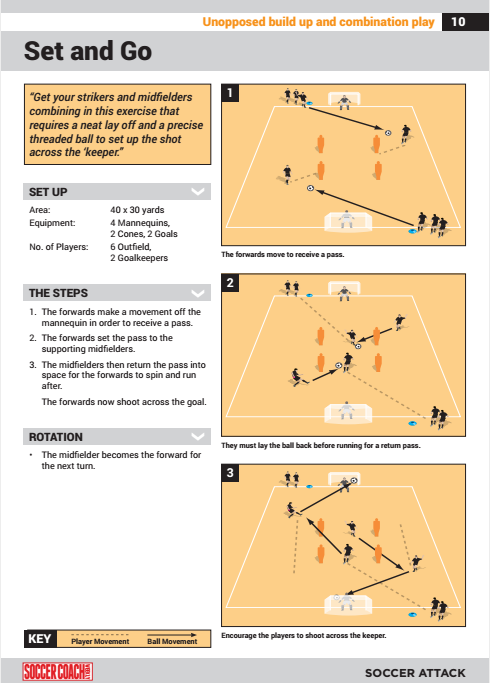 Unopposed build up and combination play 10
Set and Go
“Get your strikers and midfielders
combining in this exercise that
requires a neat lay off and a precise
threaded ball to set up the shot
across the ‘keeper.”
SET UP
Area: 40 x 30 yards
Equipment: 4 Mannequins,
2 Cones, 2 Goals
No. of Players: 6 Outfield,
2 Goalkeepers
THE STEPS
1. The forwards make a movement off the
mannequin in order to receive a pass.
2. The forwards set the pass to the
supporting midfielders.
3. The midfielders then return the pass into
space for the forwards to spin and run
after.
The forwards now shoot across the goal.
ROTATION
• The midfielder becomes the forward for
the next turn.
1
The forwards move to receive a pass.
2
They must lay the ball back before running for a return pass.
3
Encourage the players to shoot across the keeper.
KEY Player Movement Ball Movement
SOCCER COACH
SOCCER ATTACK